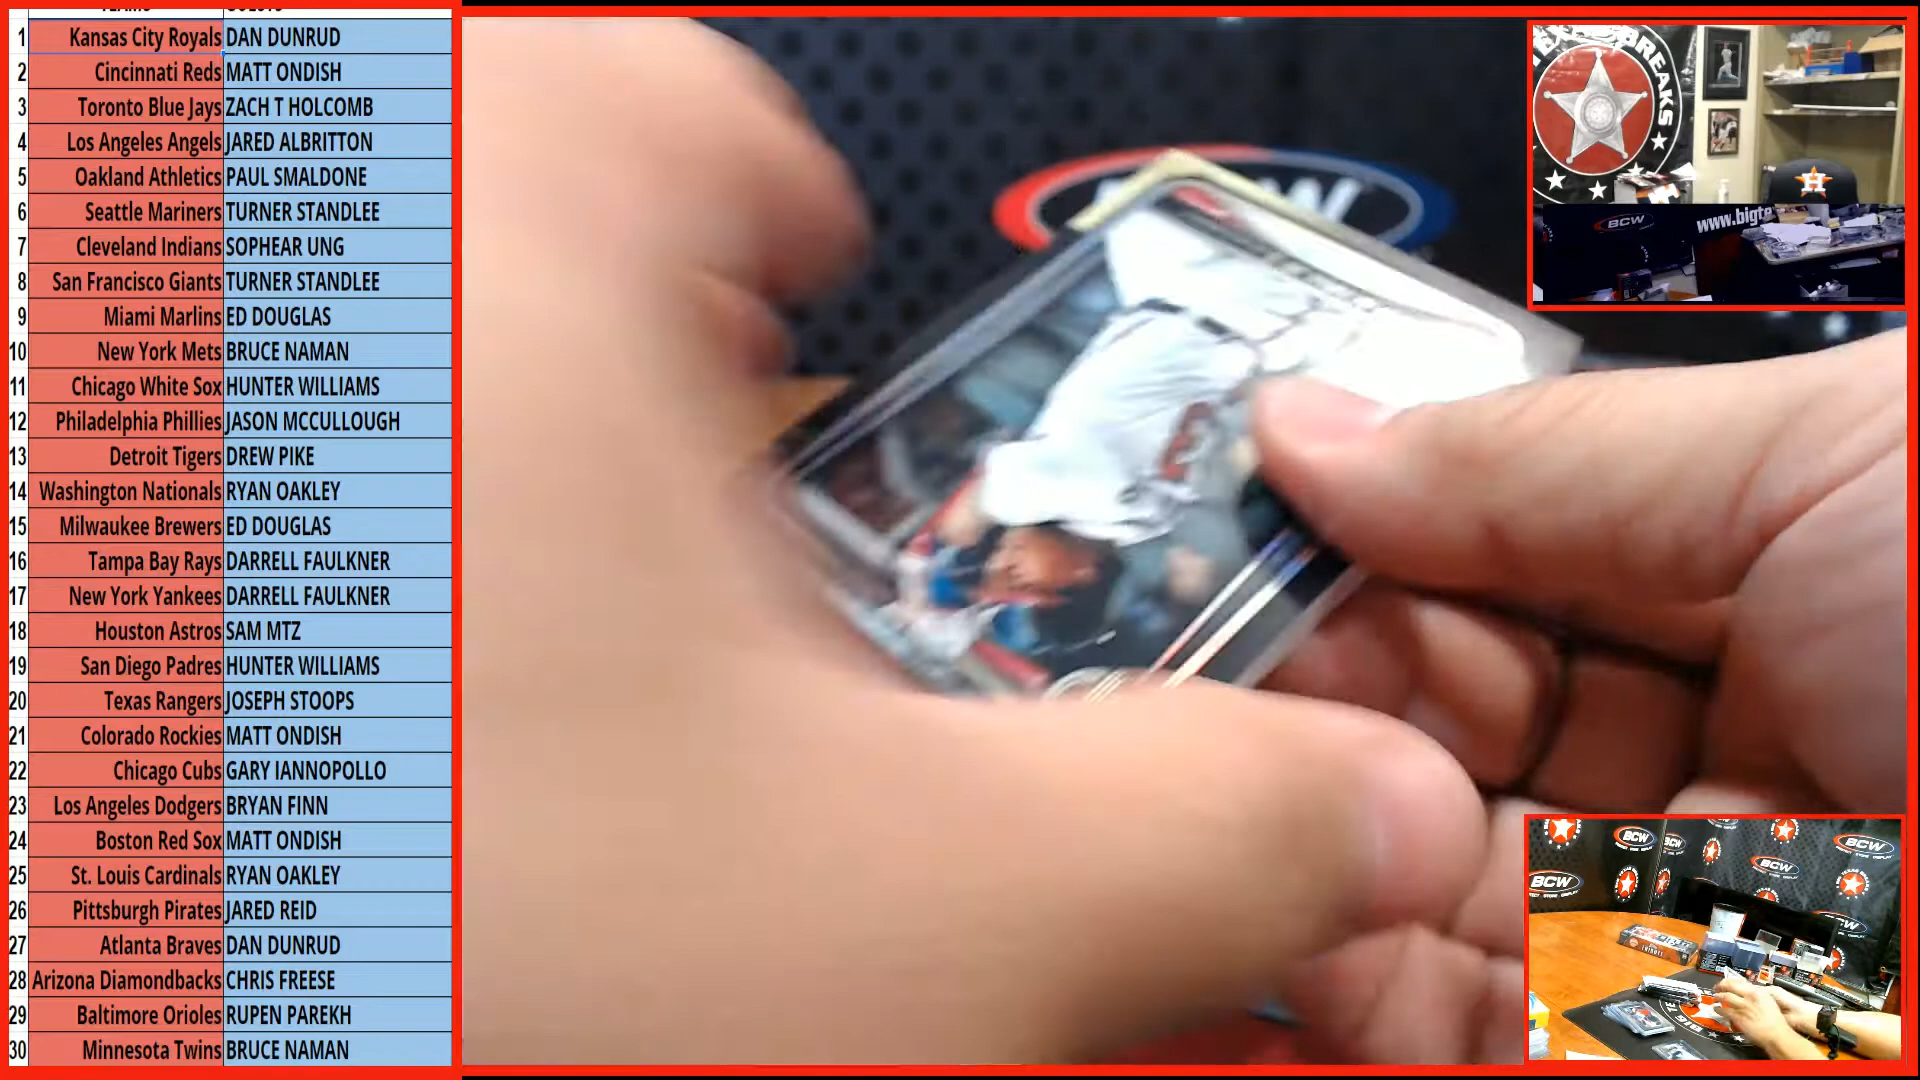 1 Kansas City Royals DAN DUNRUD
2 Cincinnati Reds MATT ONDISH
3 Toronto Blue Jays ZACH T HOLCOMB
4 Los Angeles Angels JARED ALBRITTON
5 Oakland Athletics PAUL SMALDONE
6 Seattle Mariners TURNER STANDLEE
7 Cleveland Indians SOPHEAR UNG
8 San Francisco Giants TURNER STANDLEE
9 Miami Marlins ED DOUGLAS
10 New York Mets BRUCE NAMAN
11 Chicago White Sox HUNTER WILLIAMS
12 Philadelphia Phillies JASON MCCULLOUGH
13 Detroit Tigers DREW PIKE
14 Washington Nationals RYAN OAKLEY
15 Milwaukee Brewers ED DOUGLAS
16 Tampa Bay Rays DARRELL FAULKNER
17 New York Yankees DARRELL FAULKNER
18 Houston Astros SAM MTZ
19 San Diego Padres HUNTER WILLIAMS
20 Texas Rangers JOSEPH STOOPS
21 Colorado Rockies MATT ONDISH
22 Chicago Cubs GARY IANNOPOLLO
23 Los Angeles Dodgers BRYAN FINN
24 Boston Red Sox MATT ONDISH
25 St. Louis Cardinals RYAN OAKLEY
26 Pittsburgh Pirates JARED REID
27 Atlanta Braves DAN DUNRUD
28 Arizona Diamondbacks CHRIS FREESE
29 Baltimore Orioles RUPEN PAREKH
30 Minnesota Twins BRUCE NAMAN
BREAKS
H
BCW
www.bigte
BCW
BCW
BCW
BCW
BCW